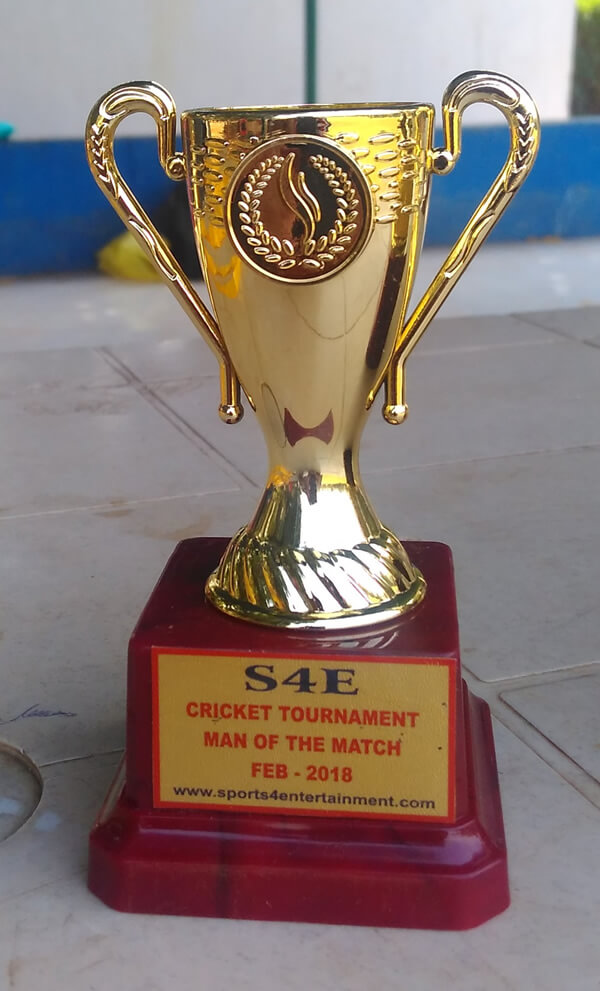 S4E
CRICKET TOURNAMENT
MAN OF THE MATCH
FEB - 2018
www.sports4entertainment.com